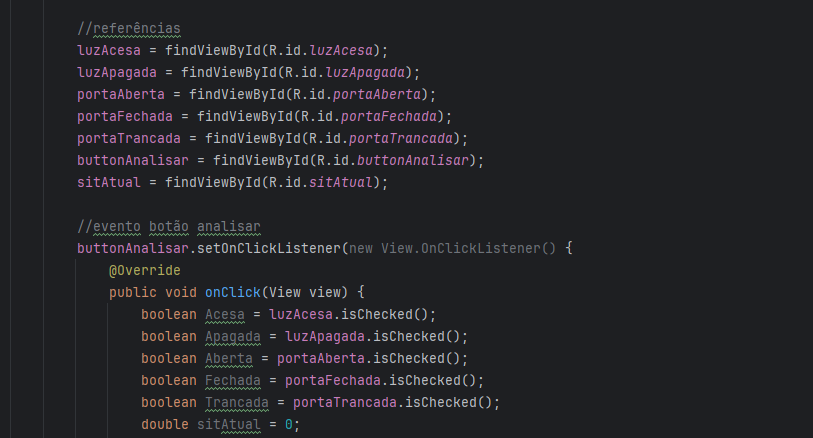 //referências
luzAcesa = findViewById(R.id.luzAcesa);
luzApagada = findViewById(R.id.luzApagada);
portaAberta = findViewById(R.id.portaAberta);
portaFechada = findViewById(R.id.portaFechada);
portaTrancada = findViewById(R.id.portaTrancada);
buttonAnalisar = findViewById(R.id.buttonAnalisar);
sitAtual = findViewById(R.id.sitAtual);
//evento botão analisar
buttonAnalisar.setOnClickListener(new View.OnClickListener() {
@Override
public void onClick(View view) {
boolean Acesa = luzAcesa.isChecked();
boolean Apagada = luzApagada.isChecked();
boolean Aberta = portaAberta.isChecked();
boolean Fechada = portaFechada.isChecked();
boolean Trancada = portaTrancada.isChecked();
double sitAtual = 0;